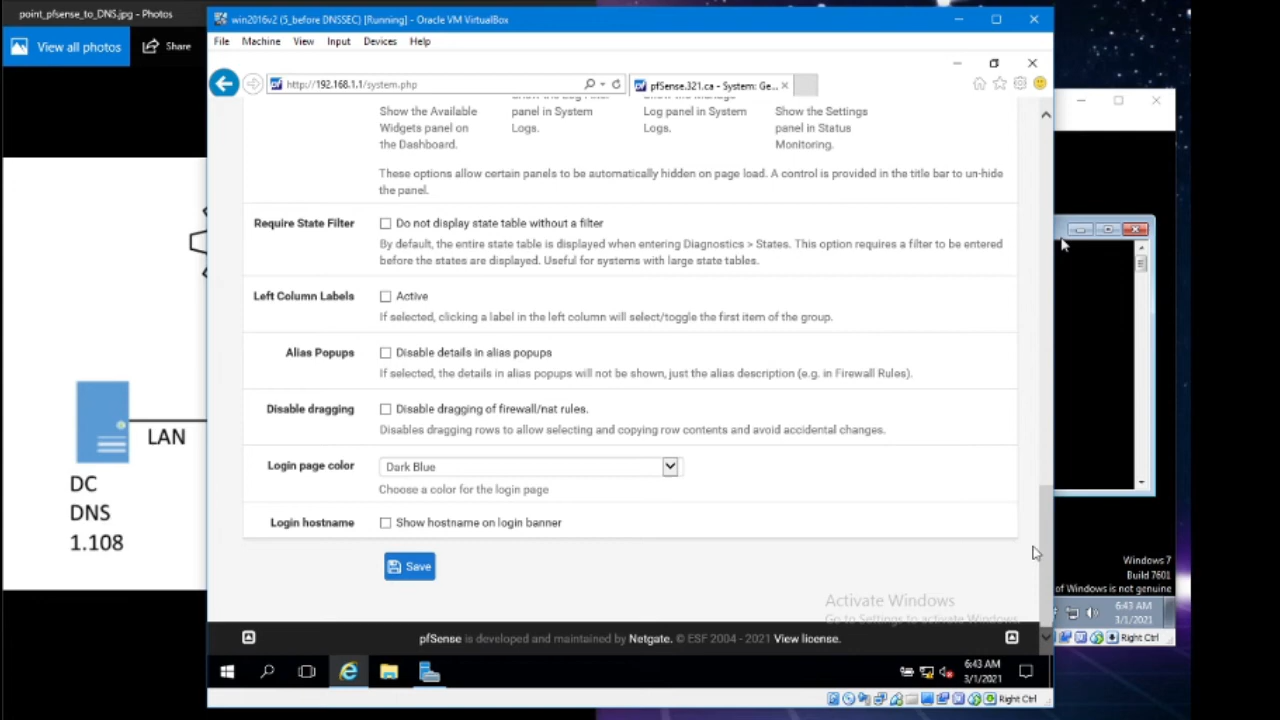 point_pfsense_to_DNS.jpg - Photos
View all photos
Share
LAN
DC
DNS
1.108
win2016v2 (5_before DNSSEC) [Running] - Oracle VM VirtualBox
File Machine View Input Devices Help
http://192.168.1.1/system.php
pfSense.321.ca - System: Ge...
Show the Available
Widgets panel on
the Dashboard.
panel in System
Logs.
Log panel in System
Logs.
Show the Settings
panel in Status
Monitoring.
These options allow certain panels to be automatically hidden on page load. A control is provided in the title bar to un-hide
the panel.
Require State Filter
Do not display state table without a filter
By default, the entire state table is displayed when entering Diagnostics > States. This option requires a filter to be entered
before the states are displayed. Useful for systems with large state tables.
Left Column Labels
Active
If selected, clicking a label in the left column will select/toggle the first item of the group.
Alias Popups
Disable details in alias popups
If selected, the details in alias popups will not be shown, just the alias description (e.g. in Firewall Rules).
Disable dragging
Disable dragging of firewall/nat rules.
Disables dragging rows to allow selecting and copying row contents and avoid accidental changes.
Login page color
Dark Blue
Choose a color for the login page
Login hostname
Show hostname on login banner
Save
Activate Windows
Go to Settings to activate Windows.
pfSense is developed and maintained by Netgate. © ESF 2004 - 2021 View license.
6:43 AM
3/1/2021
Right Ctrl
Windows 7
Build 7601
of Windows is not genuine
6:43 AM
3/1/2021
Right Ctrl